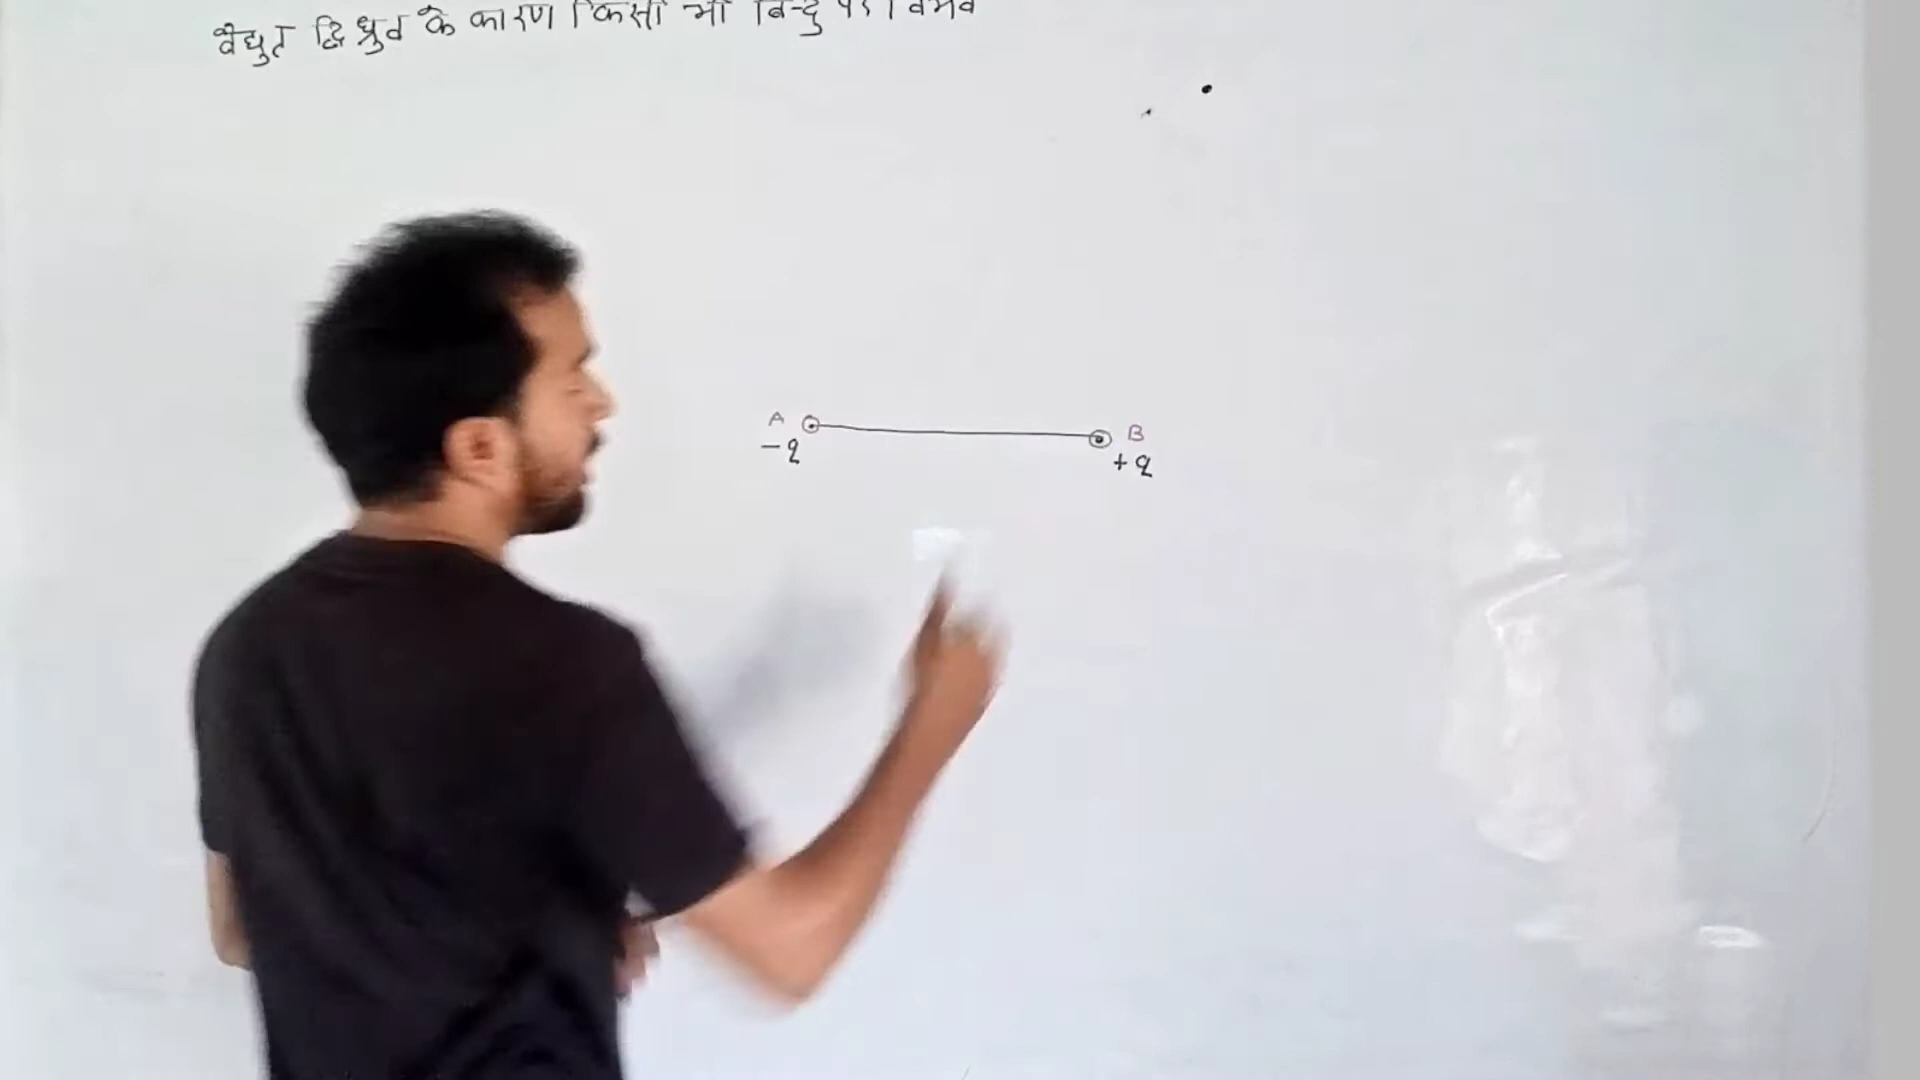 वैद्युत द्विध्रुव के कारण किसी भी बिन्दु पर विभव
A B
-q +q